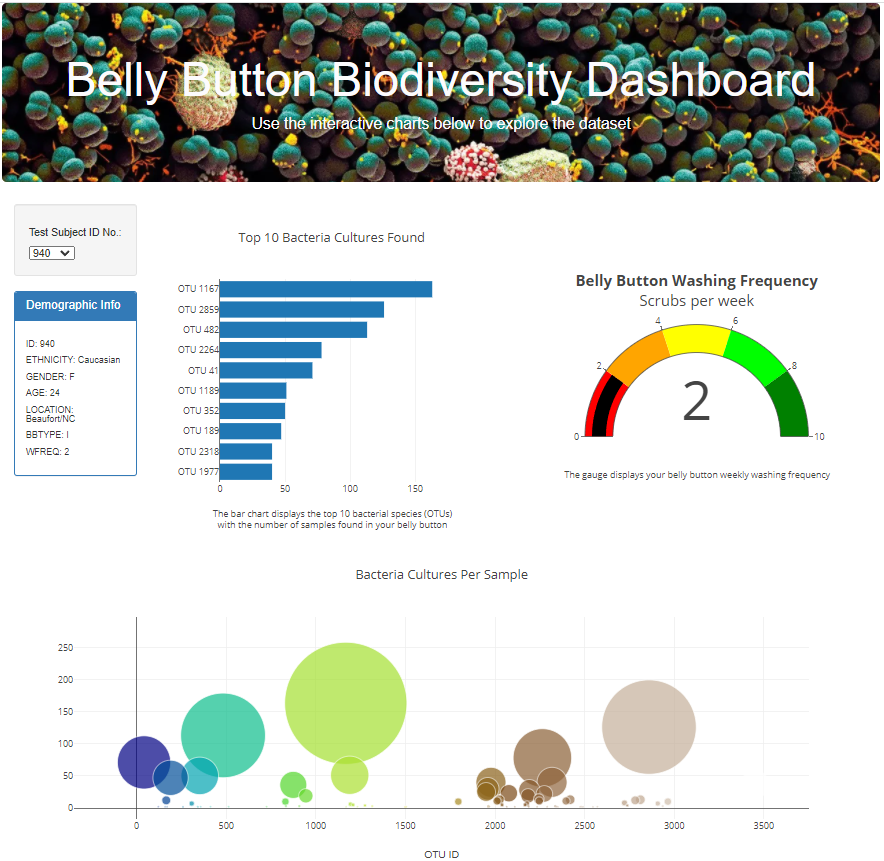 Belly Button Biodiversity Dashboard
Use the interactive charts below to explore the dataset
Test Subject ID No.:
940
Demographic Info
ID: 940
ETHNICITY: Caucasian
GENDER: F
AGE: 24
LOCATION:
Beaufort/NC
BBTYPE: I
WFREQ: 2
Top 10 Bacteria Cultures Found
OTU 1167
OTU 2859
OTU 482
OTU 2264
OTU 41
OTU 1189
OTU 352
OTU 189
OTU 2318
OTU 1977
0 50 100 150
The bar chart displays the top 10 bacterial species (OTUs)
with the number of samples found in your belly button
Belly Button Washing Frequency
Scrubs per week
0
2
4
6
8
10
2
The gauge displays your belly button weekly washing frequency
Bacteria Cultures Per Sample
250
200
150
100
50
0
0 500 1000 1500 2000 2500 3000 3500
OTU ID